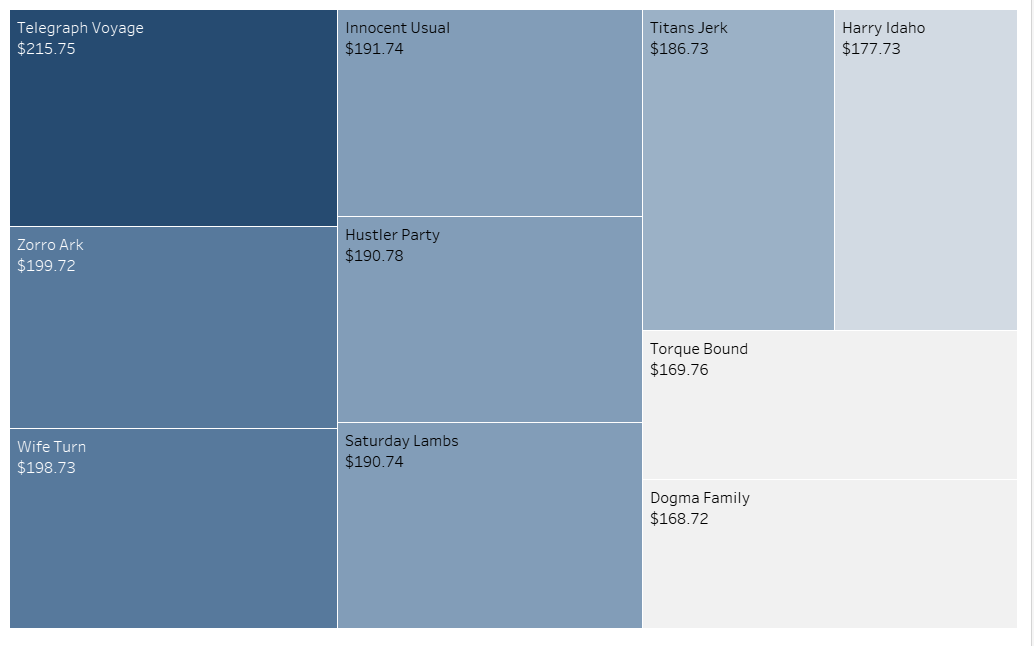 Telegraph Voyage
$215.75
Zorro Ark
$199.72
Wife Turn
$198.73
Innocent Usual
$191.74
Hustler Party
$190.78
Saturday Lambs
$190.74
Titans Jerk
$186.73
Harry Idaho
$177.73
Torque Bound
$169.76
Dogma Family
$168.72